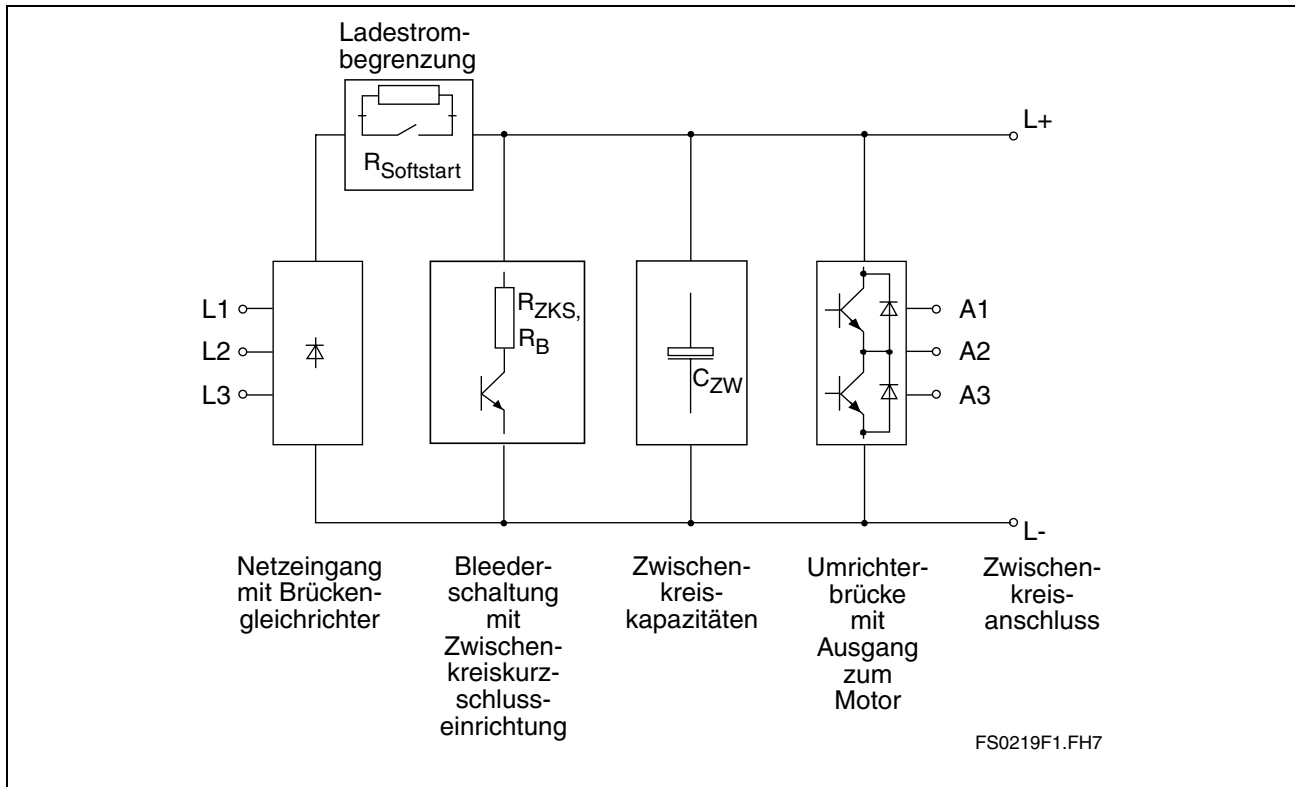 Ladestrom-
begrenzung
RSoftstart
L+
L1
L2
L3
RZKS,
RB
CZW
A1
A2
A3
L-
Netzeingang
mit Brücken-
gleichrichter
Bleeder-
schaltung
mit
Zwischen-
kreiskurz-
schluss-
einrichtung
Zwischen-
kreis-
kapazitäten
Umrichter-
brücke
mit
Ausgang
zum
Motor
Zwischen-
kreis-
anschluss
FS0219F1.FH7